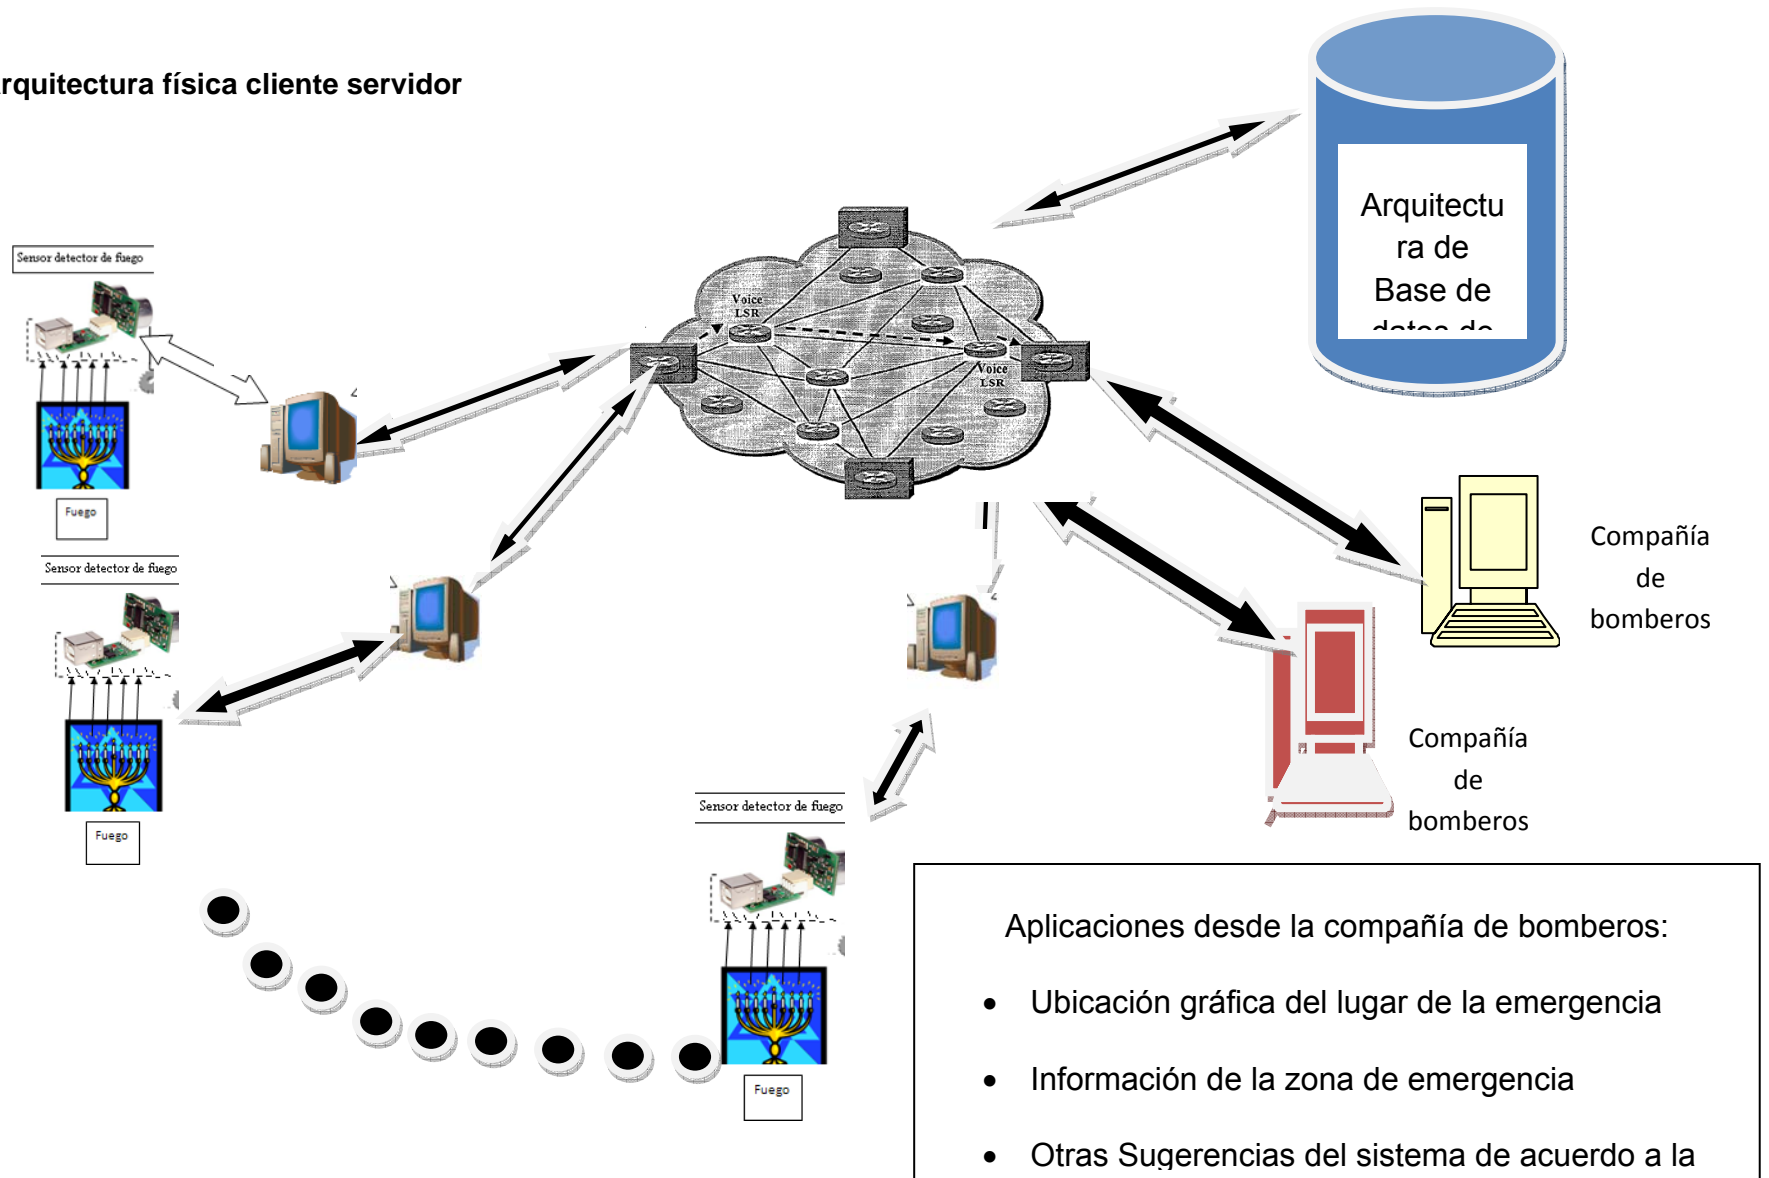 rquitectura física cliente servidor
Arquitectu
ra de
Base de
datos de
Sensor detector de fuego
Voice
LSR
Voice
LSR
Fuego
Sensor detector de fuego
Compañía
de
bomberos
Compañía
de
bomberos
Sensor detector de fuego
Fuego
Aplicaciones desde la compañía de bomberos:
• Ubicación gráfica del lugar de la emergencia
• Información de la zona de emergencia
Fuego
• Otras Sugerencias del sistema de acuerdo a la